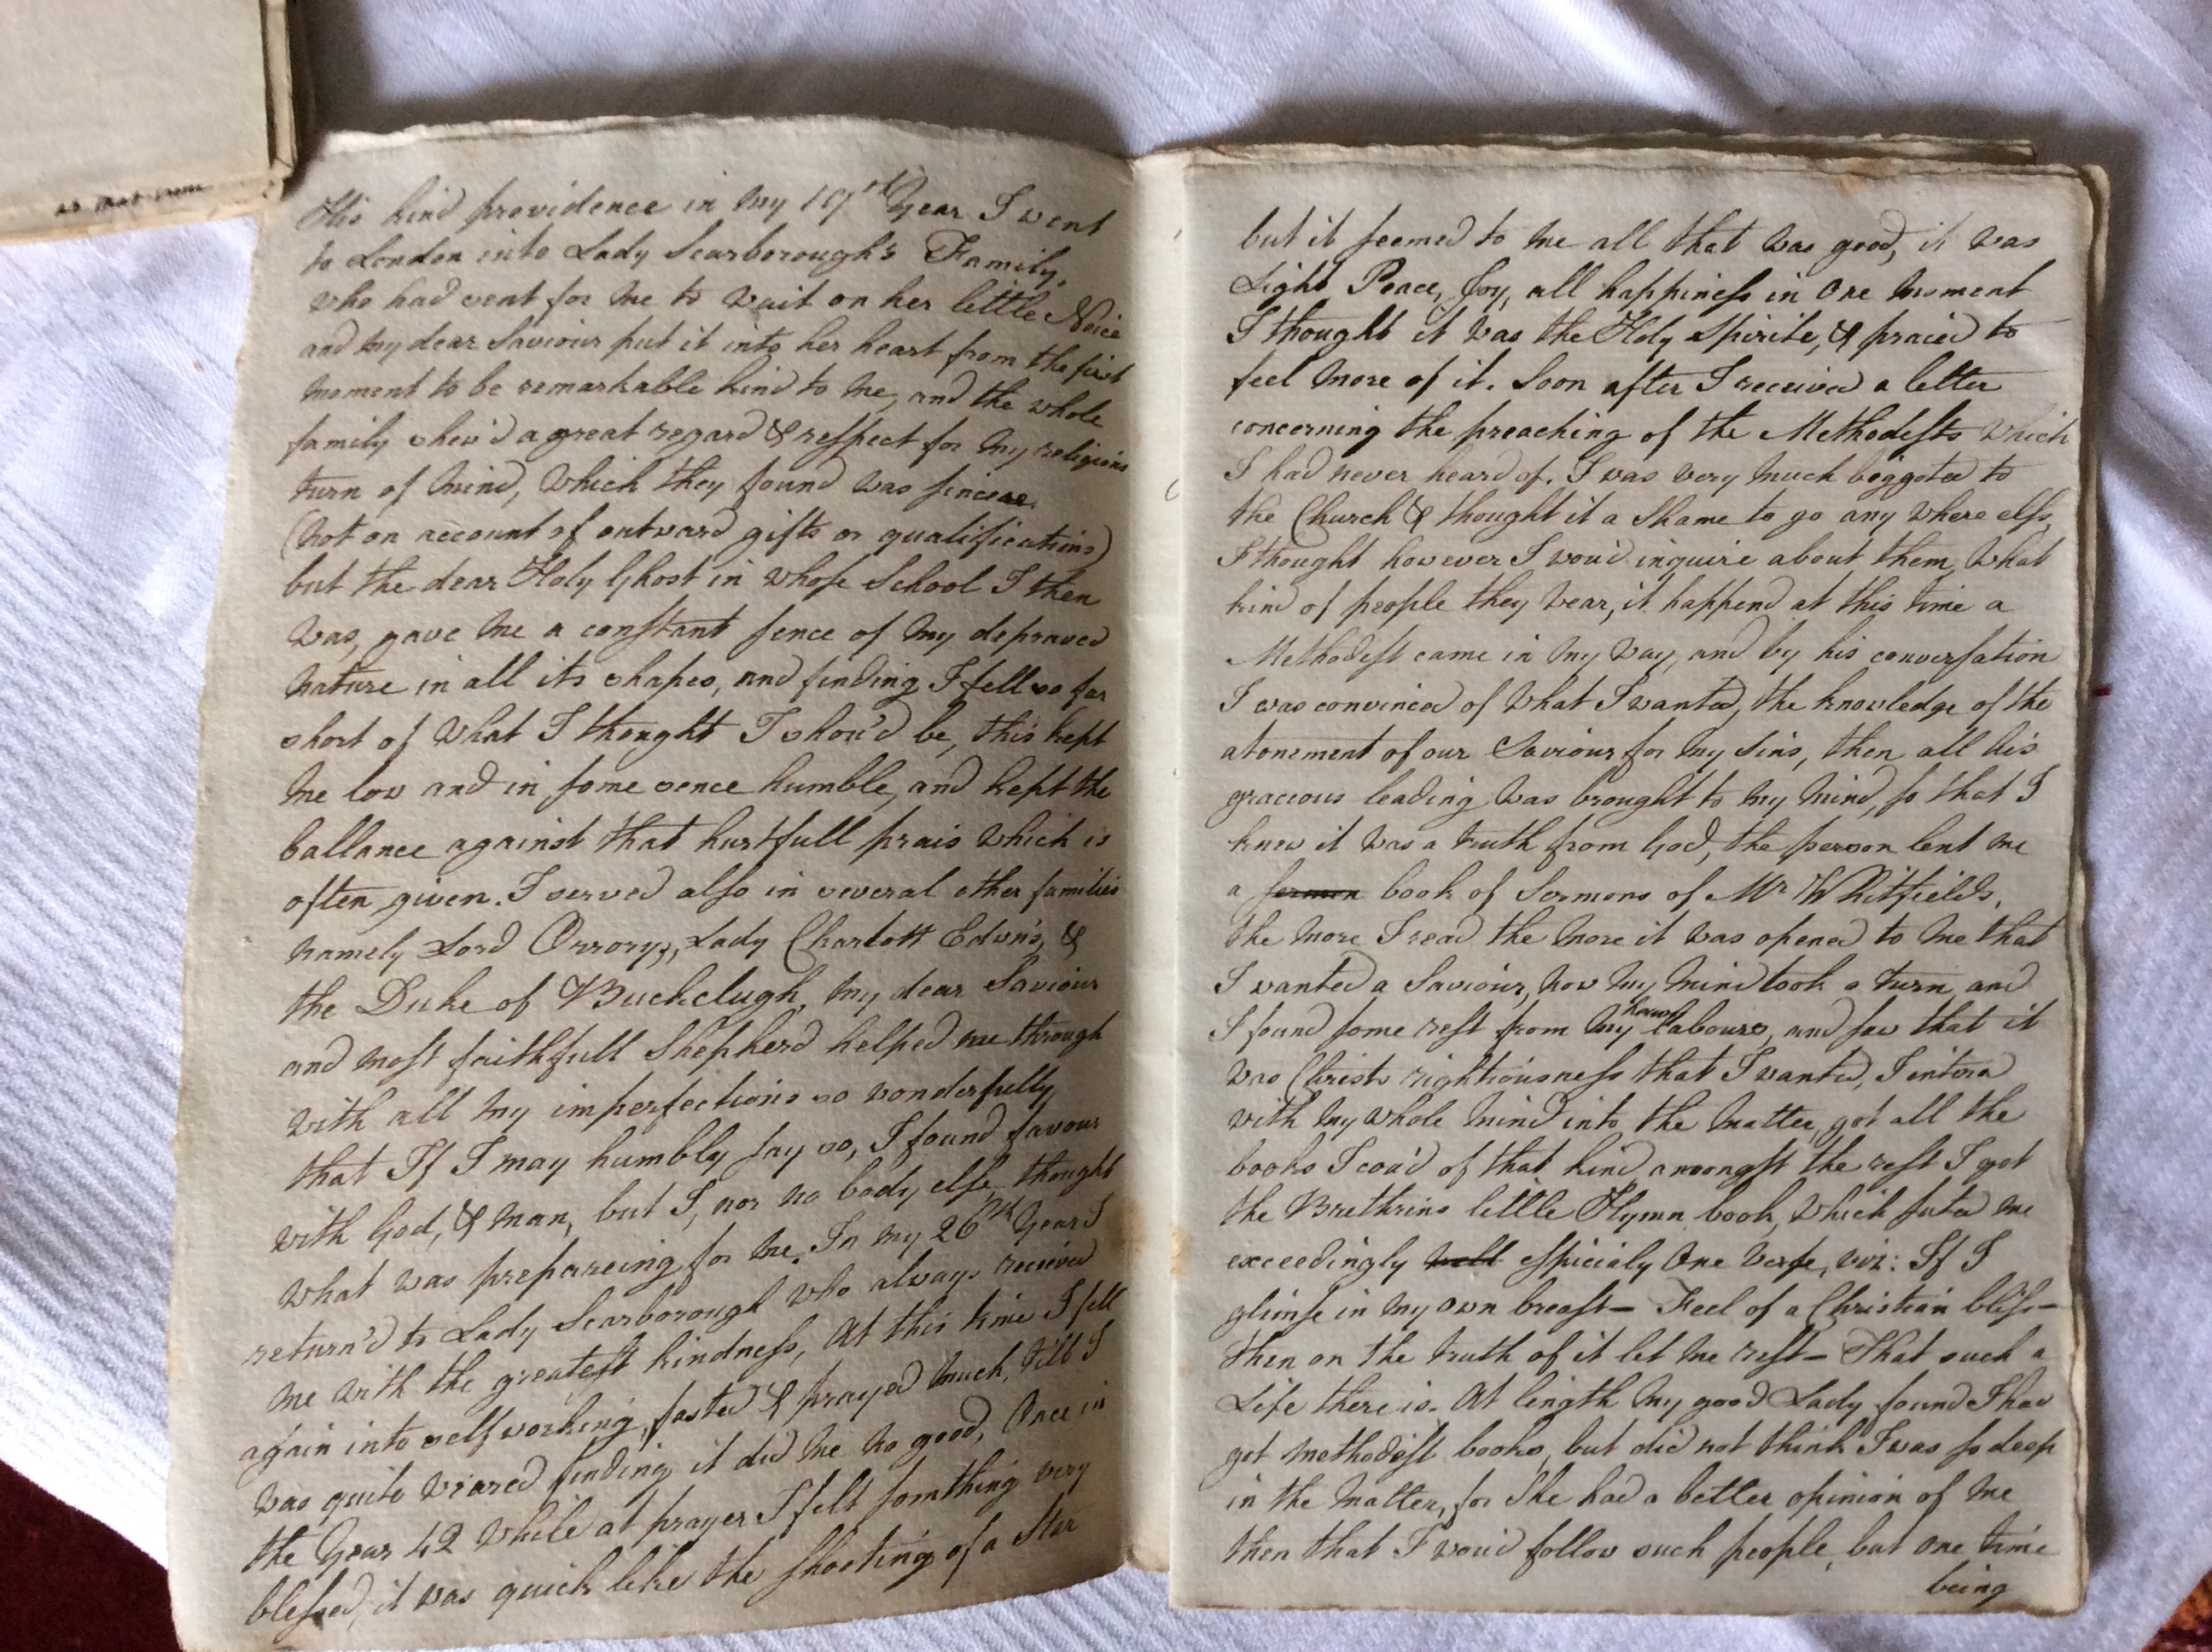 as that
His kind providence in my 19th Year I went
to London into Lady Scarborough's Family,
who had sent for me to wait on her little Neice
and my dear Saviour put it into her heart from the first
moment to be remarkable kind to me, and the whole
family shew'd a great regard & respect for my religious
turn of mind, which they found was sincere
(not on account of outward gifts or qualifications)
but the dear Holy Ghost in whose School I then
was, gave me a constant sence of my depraved
nature in all its shapes, and finding I fell so far
short of what I thought I shou'd be, this kept
me low and in some sence humble, and kept the
ballance against that hurtfull prais which is
often given. I served also in several other families
namely Lord Orrorys, Lady Charlott Edwns, &
the Duke of Buckclugh, my dear Saviour
and most faithfull Shepherd helped me through
with all my imperfections so wonderfully
that If I may humbly say so, I found favour
with God, & man, but I, nor no body else thought
what was prepareing for me. In my 26th Year I
return'd to Lady Scarborough who always received
me with the greatest kindness, At this time I fell
again into self working, fasted & prayed much, till I
was quite weared finding it did me no good, Once in
the Year 42 while at prayer I felt somthing very
blessed, it was quick like the shooting of a Star
but it seemed to me all that was good, it was
Light Peace, Joy, all happiness in one moment
I thought it was the Holy Spirite, & praied to
feel more of it. Soon after I received a letter
concerning the preaching of the Methodests which
I had never heard of. I was very much beggoted to
the Church & thought it a shame to go any where else,
I thought however I wou'd inquire about them, what
kind of people they wear, it happend at this time a
Methodest came in my way, and by his conversation
I was convinced of what I wanted, the knowledge of the
atonement of our Saviour for my Sins, then all his
gracious leading was brought to my mind, so that I
knew it was a truth from God, the person lent me
a sermon book of Sermons of Mr Whitfields,
the more I read the more it was opened to me that
I wanted a Saviour, now my mind took a turn and
I found some rest from my hard labours, and saw that it
was Christs rightiousness that I wanted, I intord
with my whole mind into the matter, got all the
books I cou'd of that kind amoongst the rest I got
the Brethrins little Hymn book, which suted me
exceedingly well espicialy One verse, viz: If I
glimse in my own breast— Feel of a Christian bliss—
Then on the truth of it let me rest— That such a
Life there is. At length my good Lady found I had
got methodest books, but did not think I was so deep
in the matter, for she had a better opinion of me
then that I wou'd follow such people, but one time
being